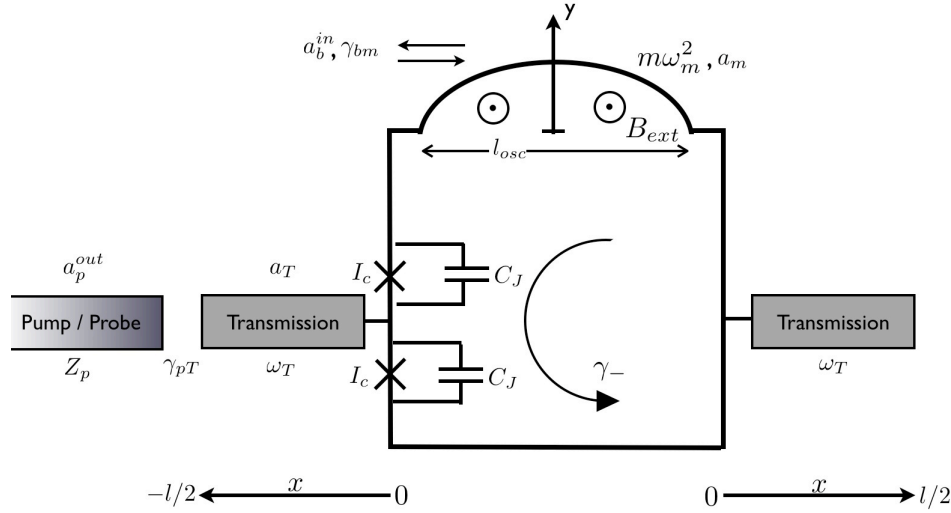 y
a_b^{in}, γ_{bm}
mω_m^2, a_m
B_{ext}
l_{osc}
a_p^{out}
a_T
I_c
C_J
Pump / Probe
Transmission
Transmission
Z_p
γ_{pT}
ω_T
I_c
C_J
γ_-
ω_T
-l/2
x
0
0
x
l/2